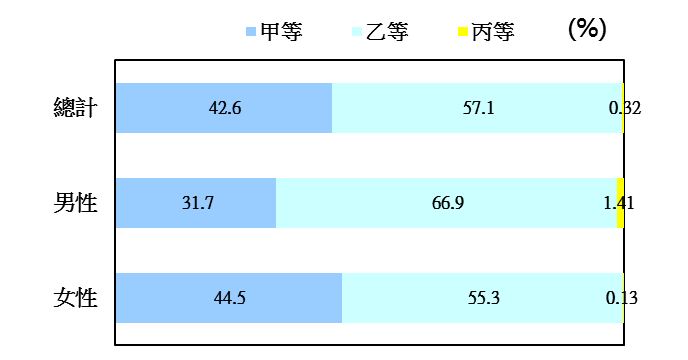 甲等 乙等 丙等 (%)
總計 42.6 57.1 0.32
男性 31.7 66.9 1.41
女性 44.5 55.3 0.13